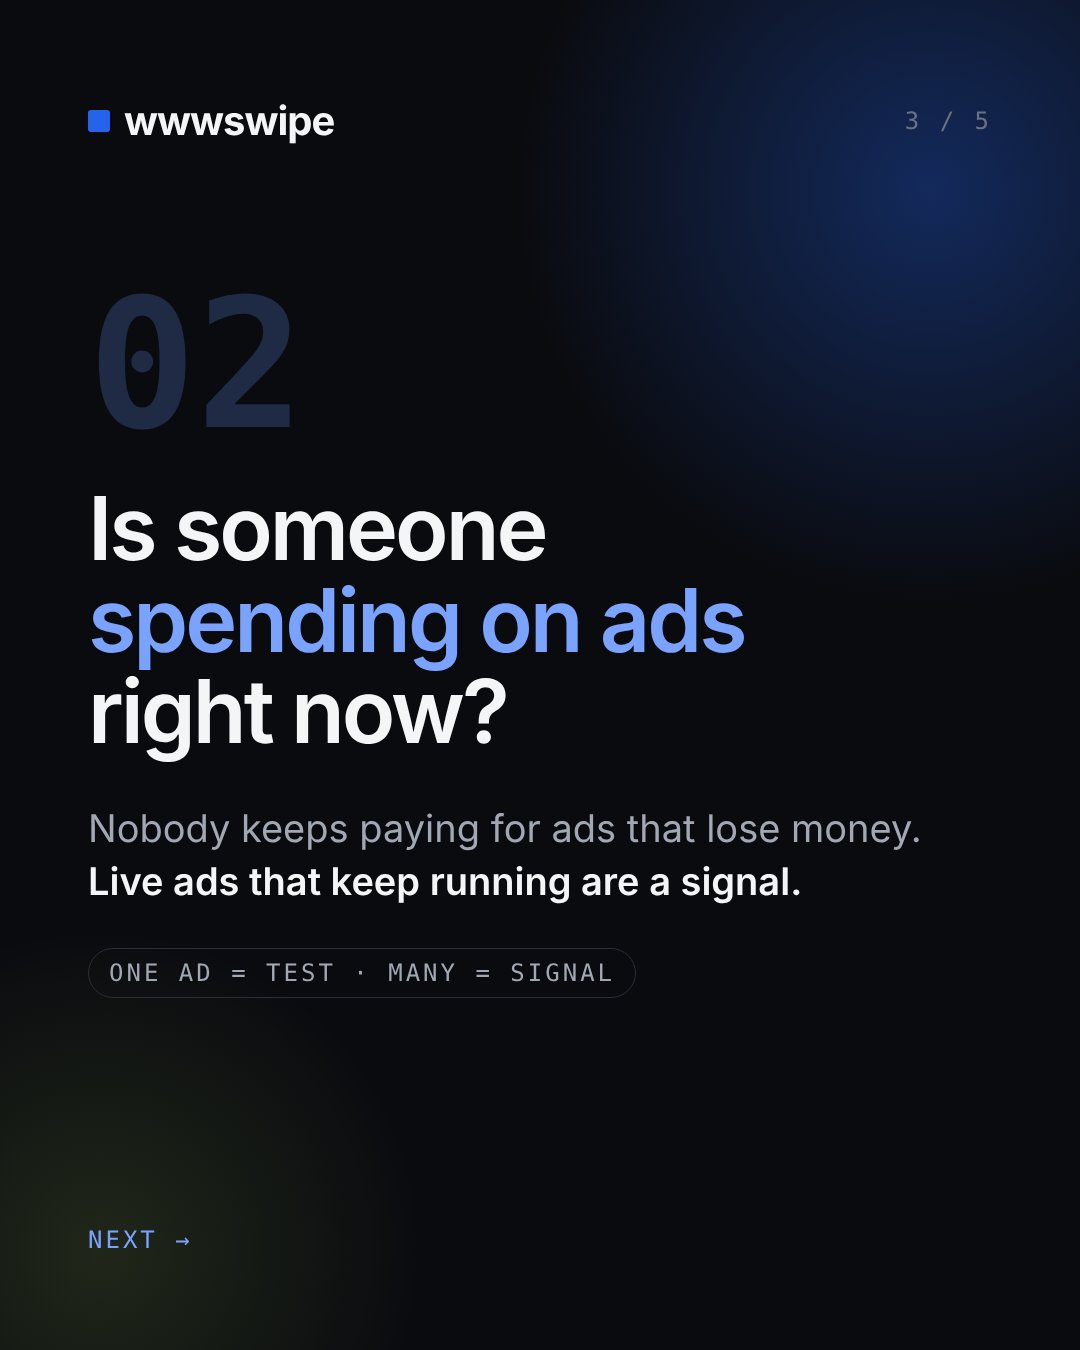 wwwswipe
3 / 5
02
Is someone
spending on ads
right now?
Nobody keeps paying for ads that lose money.
Live ads that keep running are a signal.
ONE AD = TEST · MANY = SIGNAL
NEXT →